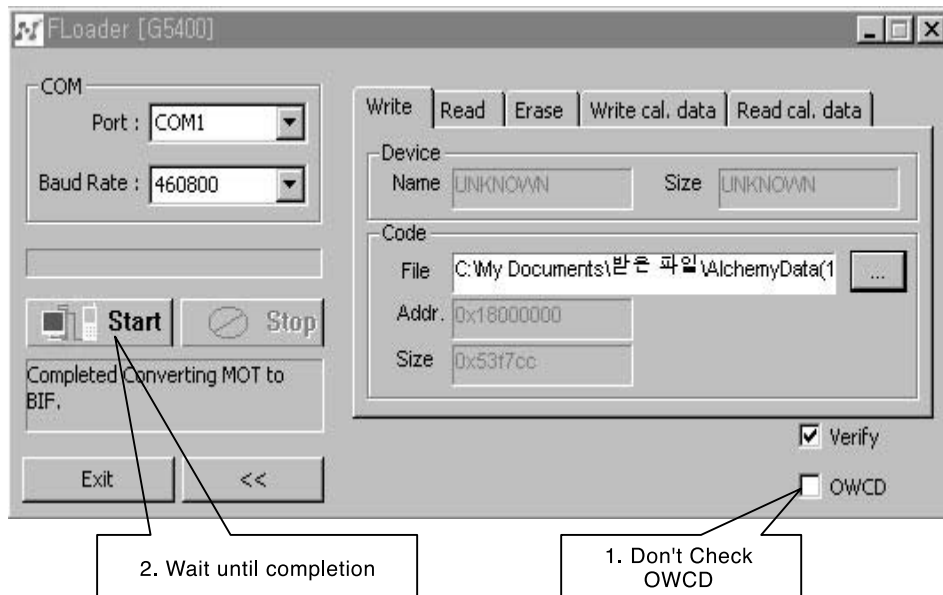 FLoader [G5400]
COM
Port : COM1
Baud Rate : 460800
Start Stop
Completed Converting MOT to
BIF.
Exit <<
Write Read Erase Write cal. data Read cal. data
Device
Name UNKNOWN Size UNKNOWN
Code
File C:\My Documents\받은 파일\AlchemyData(1 ...
Addr. 0x18000000
Size 0x53f7cc
Verify
OWCD
2. Wait until completion
1. Don't Check
OWCD